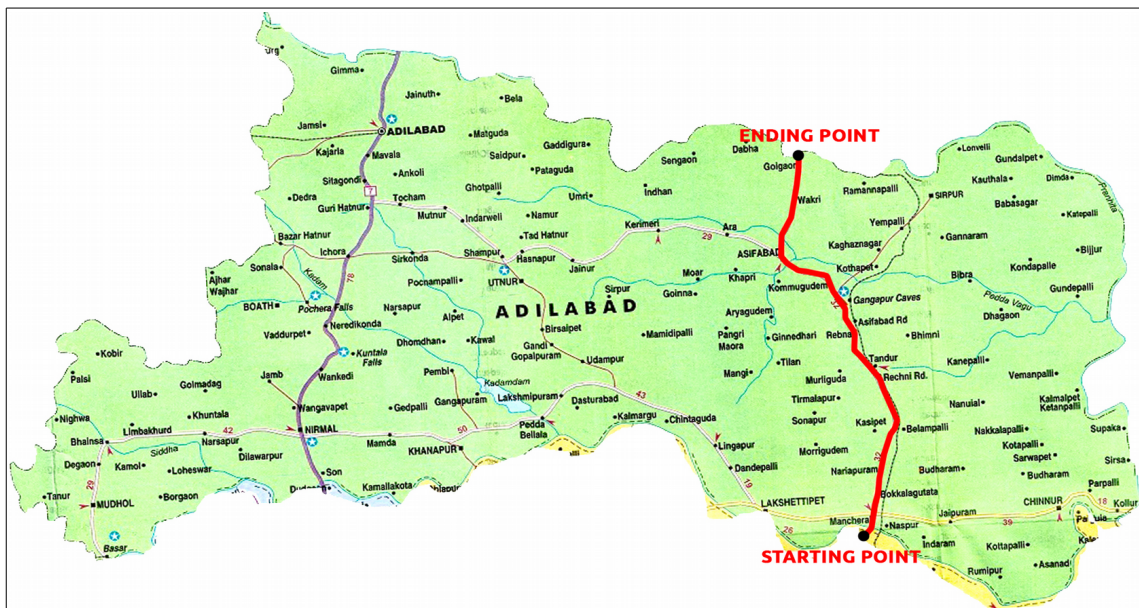 urg
Gimma
Jainuth
Bela
Jamsi
ADILABAD
Matguda
Gaddigura
Kajarla
Mavala
Saidpur
Sengaon
Dabha
ENDING POINT
Golgaon
Lonvelli
Gundalpet
Sitagondi
Ankoli
Pataguda
Kauthala
Dimda
Pranhita
Dedra
7
Tocham
Ghotpalli
Umri
Indhan
Wakri
Ramannapalli
SIRPUR
Babasagar
Guri Hatnur
Mutnur
Indarweli
Namur
Kerimeri
Ara
Yempalli
Katepalli
Bazar Hatnur
Tad Hatnur
29
Gannaram
Ichora
Sirkonda
Shampur
Hasnapur
ASIFABAD
Kaghaznagar
Bijjur
Sonala
Kadam
Jainur
Moar
Khapri
Kothapet
Kondapalle
Ajhar
Wajhar
78
Pocnampalli
UTNUR
Sirpur
Goinna
Kommugudem
Bibra
Gundepalli
BOATH
Pochera Falls
Narsapur
Alpet
ADILABAD
Aryagudem
32
Gangapur Caves
Pedda Vagu
Dhagaon
Neredikonda
Birsaipet
Asifabad Rd
Vaddurpet
Dhomdhan
Kawal
Gandi
Gopalpuram
Mamidipalli
Pangri
Maora
Ginnedhari
Rebna
Bhimni
Kobir
Kuntala
Falls
Udampur
Tilan
Tandur
Kanepalli
Palsi
Golmadag
Jamb
Wankedi
Pembi
Kadamdam
Mangi
Murliguda
Rechni Rd.
Vemanpalli
Ullab
Gangapuram
Lakshmipuram
43
Tirmalapur
Nighwa
Khuntala
Wangavapet
Gedpalli
Dasturabad
Kalmargu
Chintaguda
Sonapur
Nanuial
Kalmalpet
Ketanpalli
Limbakhurd
42
NIRMAL
50
Pedda
Bellala
Kasipet
Belampalli
Nakkalapalli
Supaka
Bhainsa
Narsapur
Mamda
Lingapur
Kotapalli
Siddha
Dilawarpur
KHANAPUR
Morrigudem
Sarwapet
Degaon
Kamol
Loheswar
Son
Dandepalli
Nariapuram
32
Budharam
Budharam
Sirsa
Tanur
29
Borgaon
Kamallakota
19
Bokkalagutata
Parpalli
MUDHOL
LAKSHETTIPET
CHINNUR
18
Kollur
Manchera
Naspur
Jaipuram
39
Basar
26
Indaram
Kottapalli
STARTING POINT
Asanad
Rumipur